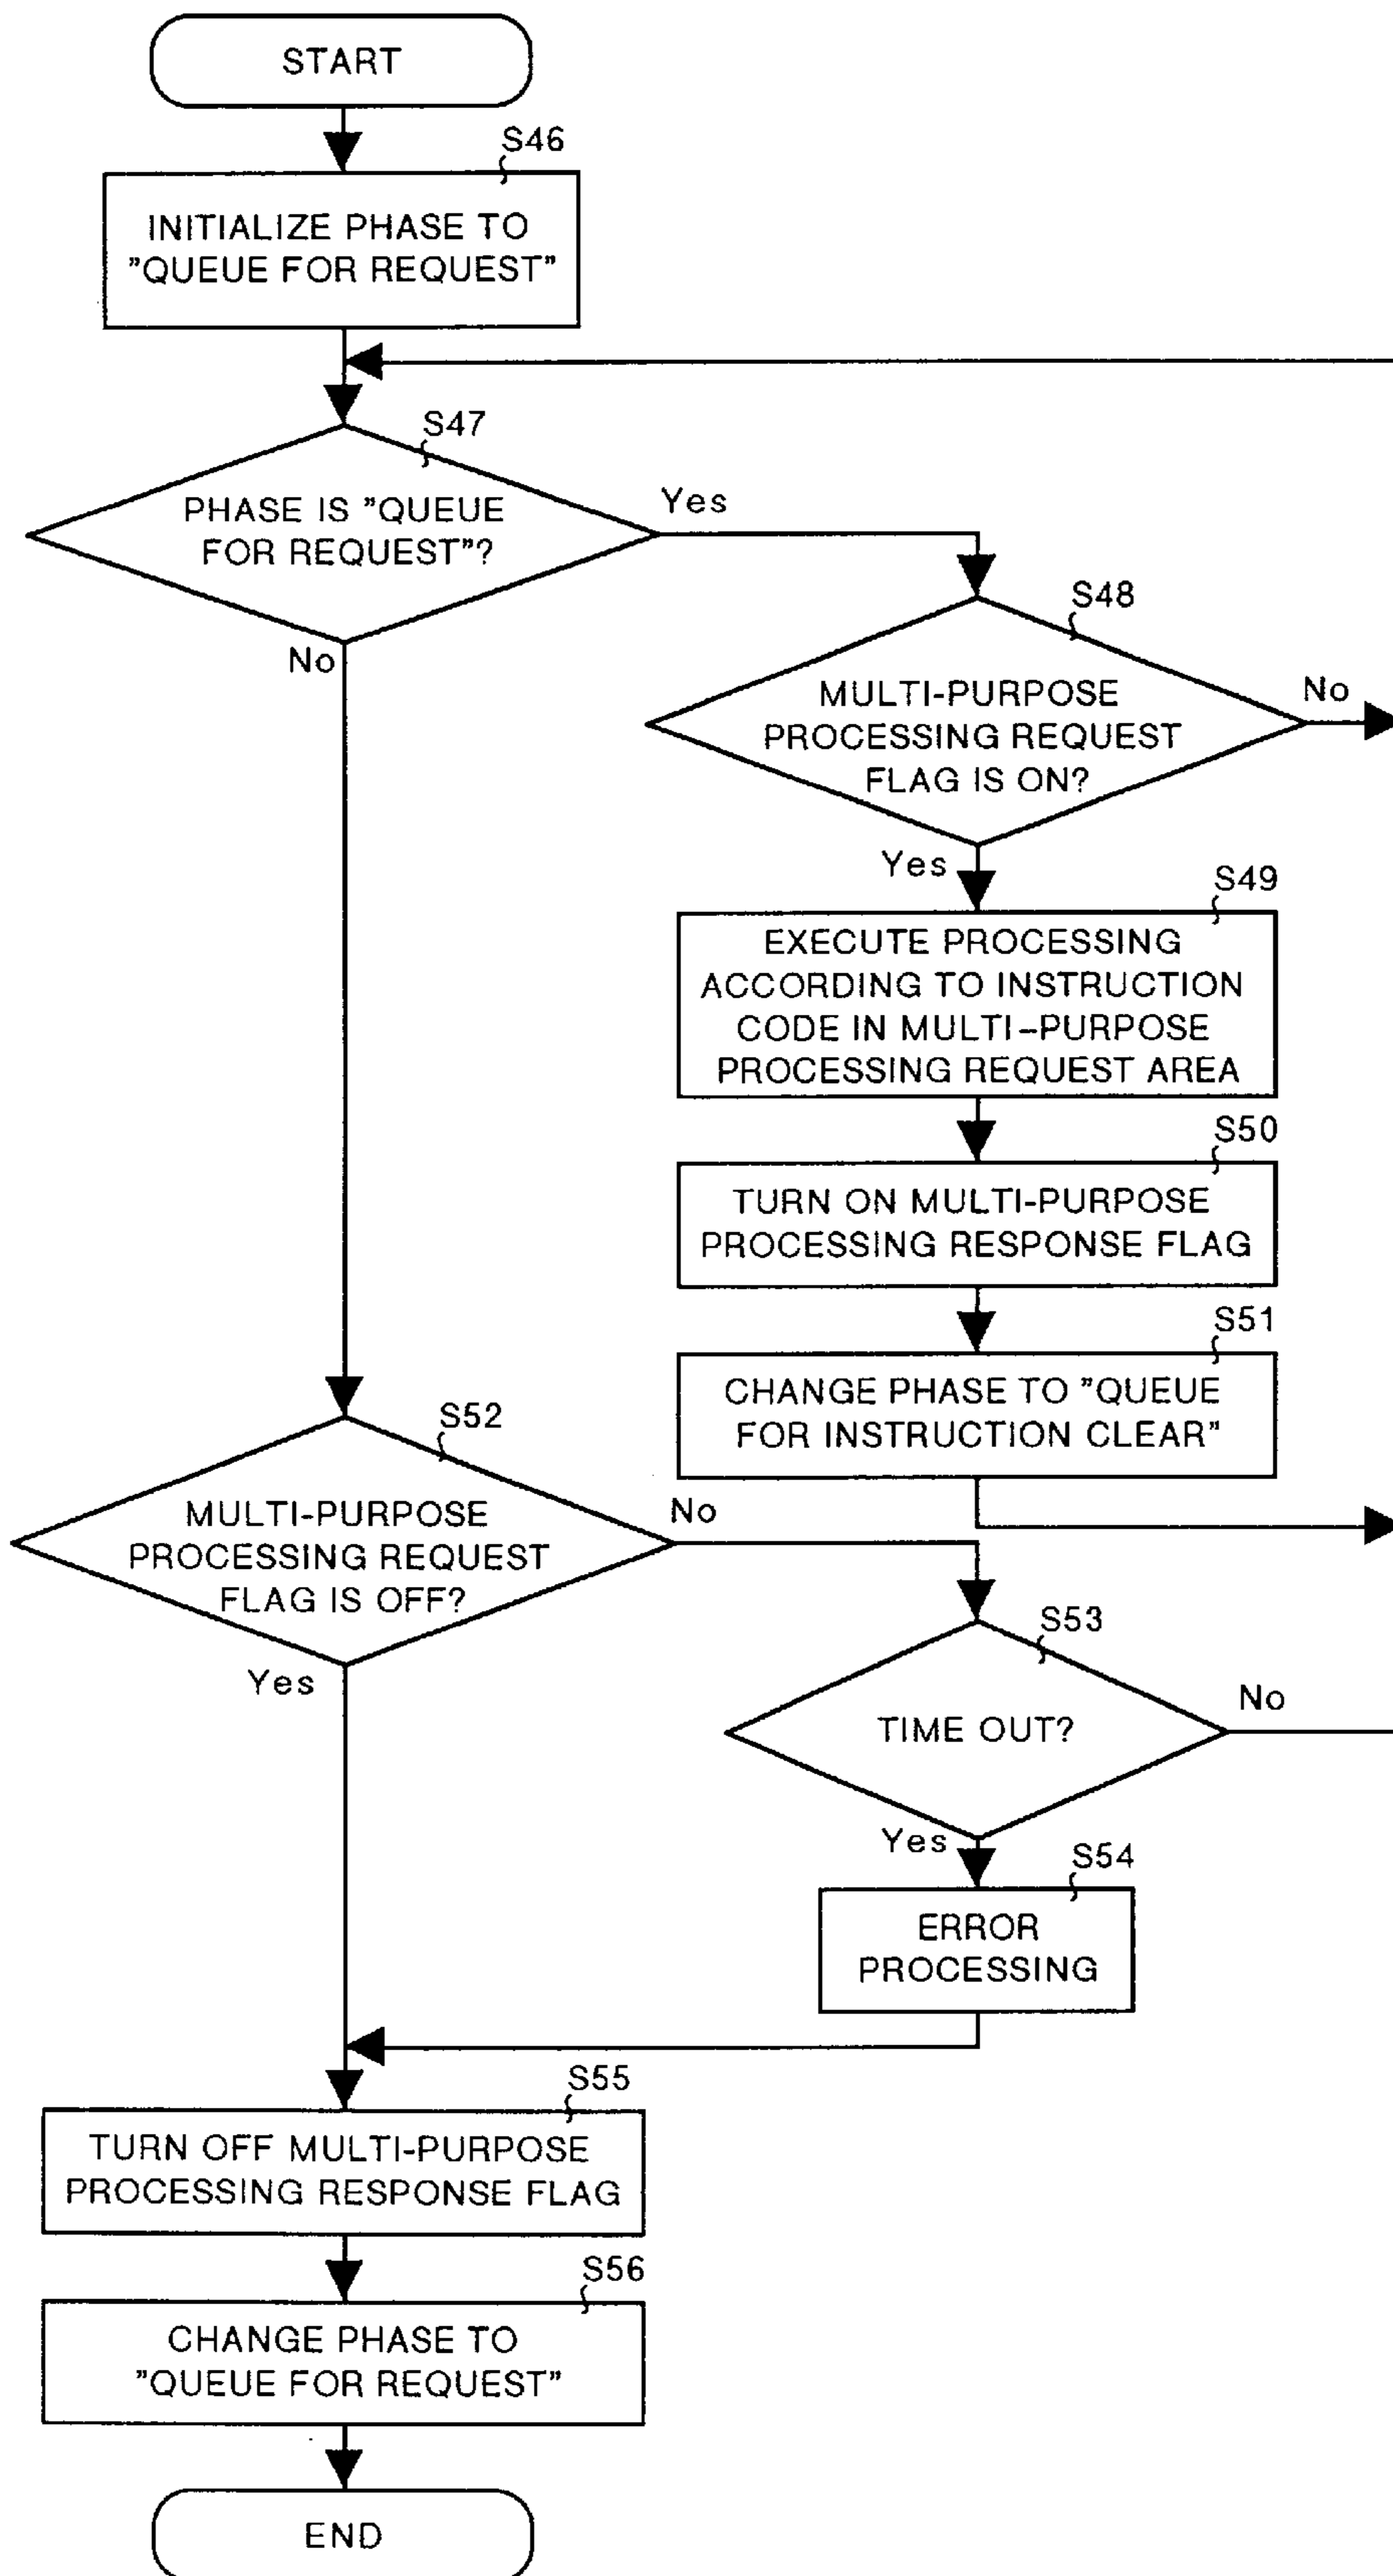 START
S46
INITIALIZE PHASE TO
"QUEUE FOR REQUEST"
S47
PHASE IS "QUEUE
FOR REQUEST"?
Yes
No
S48
MULTI-PURPOSE
PROCESSING REQUEST
FLAG IS ON?
No
Yes
S49
EXECUTE PROCESSING
ACCORDING TO INSTRUCTION
CODE IN MULTI-PURPOSE
PROCESSING REQUEST AREA
S50
TURN ON MULTI-PURPOSE
PROCESSING RESPONSE FLAG
S51
CHANGE PHASE TO "QUEUE
FOR INSTRUCTION CLEAR"
S52
MULTI-PURPOSE
PROCESSING REQUEST
FLAG IS OFF?
No
Yes
S53
TIME OUT?
No
Yes
S54
ERROR
PROCESSING
S55
TURN OFF MULTI-PURPOSE
PROCESSING RESPONSE FLAG
S56
CHANGE PHASE TO
"QUEUE FOR REQUEST"
END